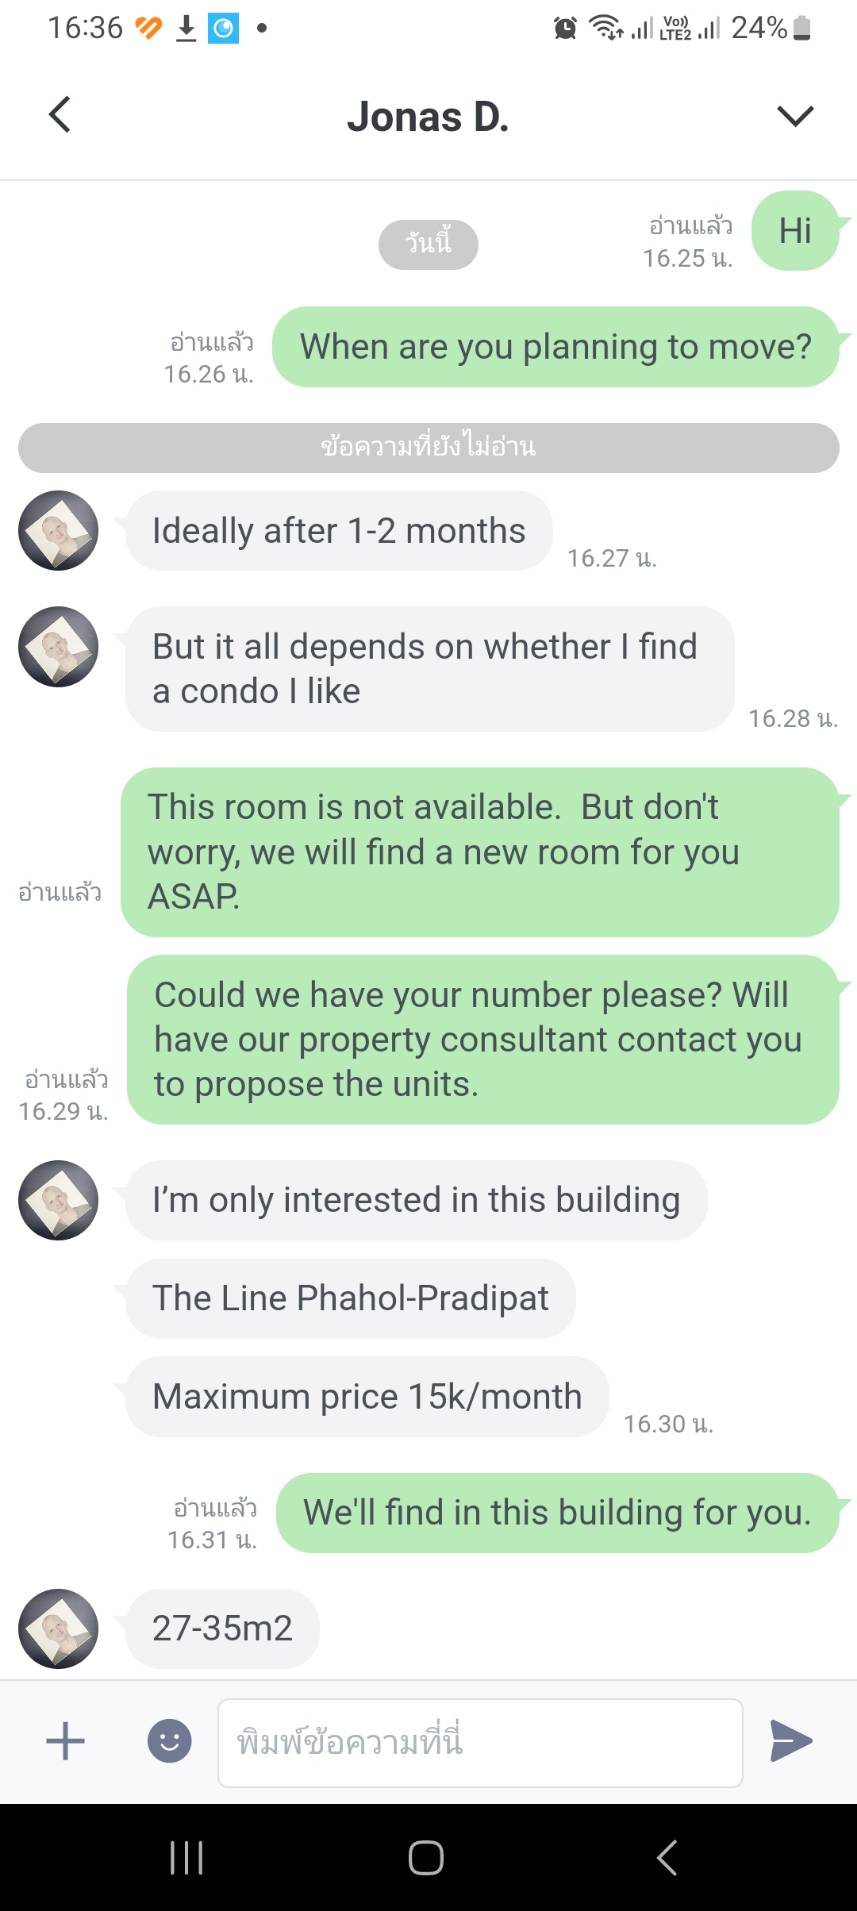 16:36
Vo))
LTE2
24%
Jonas D.
วันนี้
อ่านแล้ว
16.25 น.
Hi
อ่านแล้ว
16.26 น.
When are you planning to move?
ข้อความที่ยังไม่อ่าน
Ideally after 1-2 months
16.27 น.
But it all depends on whether I find
a condo I like
16.28 น.
This room is not available.  But don't
worry, we will find a new room for you
ASAP.
อ่านแล้ว
Could we have your number please? Will
have our property consultant contact you
to propose the units.
อ่านแล้ว
16.29 น.
I’m only interested in this building
The Line Phahol-Pradipat
Maximum price 15k/month
16.30 น.
อ่านแล้ว
16.31 น.
We'll find in this building for you.
27-35m2
พิมพ์ข้อความที่นี่